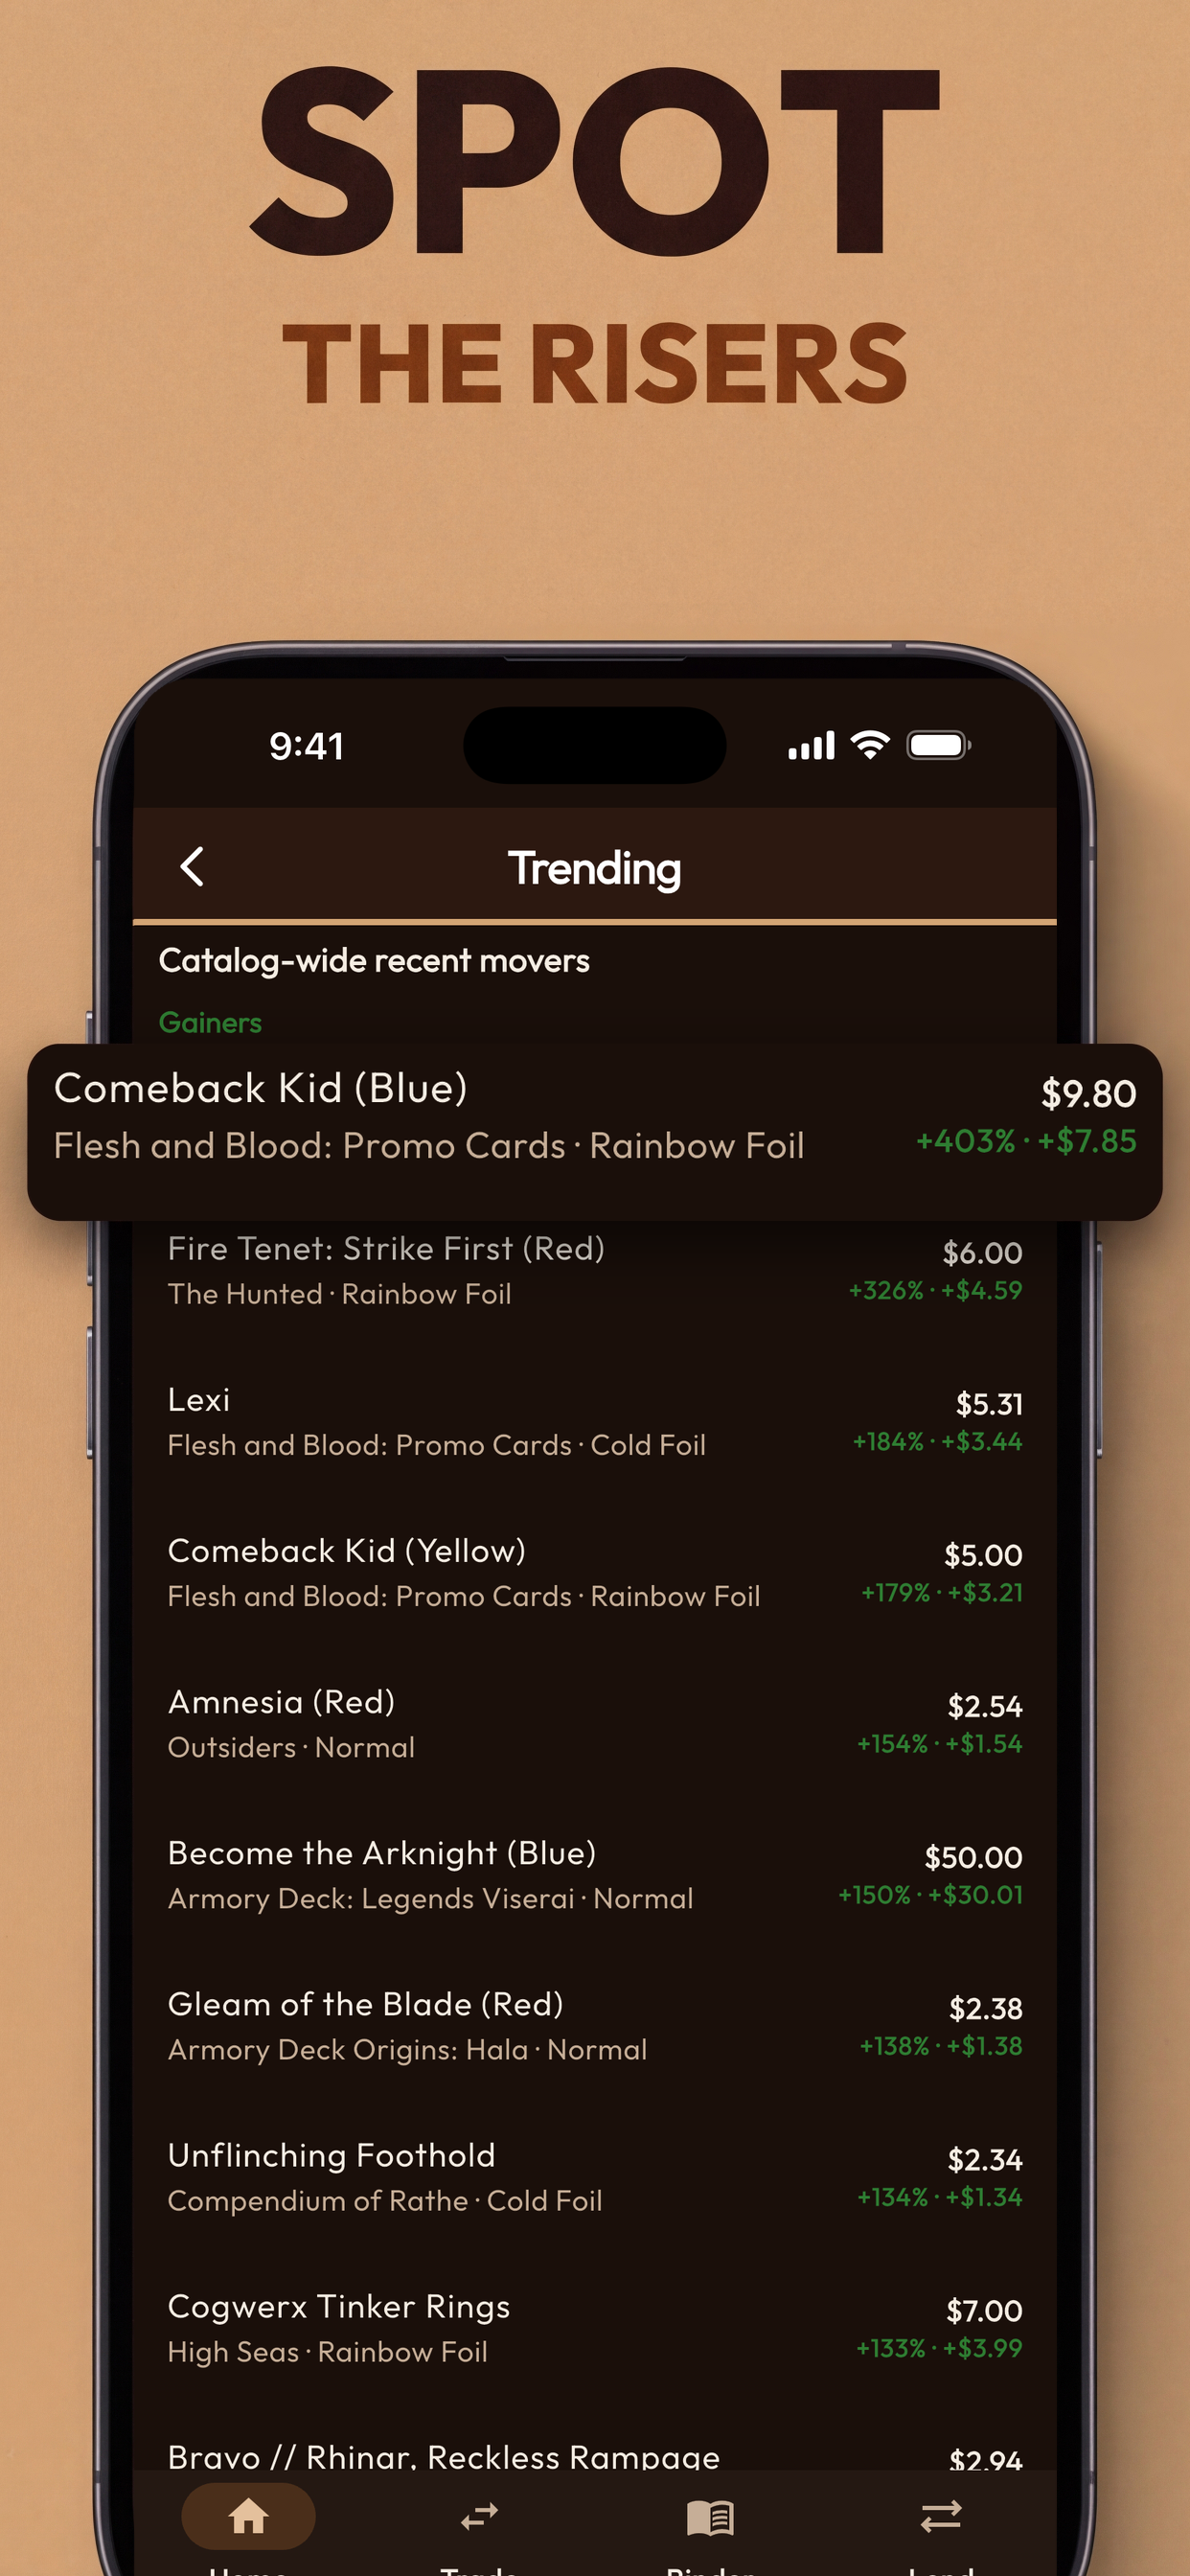 SPOT
THE RISERS
9:41
Trending
Catalog-wide recent movers
Gainers
Comeback Kid (Blue)
$9.80
Flesh and Blood: Promo Cards · Rainbow Foil
+403% · +$7.85
Fire Tenet: Strike First (Red)
$6.00
The Hunted · Rainbow Foil
+326% · +$4.59
Lexi
$5.31
Flesh and Blood: Promo Cards · Cold Foil
+184% · +$3.44
Comeback Kid (Yellow)
$5.00
Flesh and Blood: Promo Cards · Rainbow Foil
+179% · +$3.21
Amnesia (Red)
$2.54
Outsiders · Normal
+154% · +$1.54
Become the Arknight (Blue)
$50.00
Armory Deck: Legends Viserai · Normal
+150% · +$30.01
Gleam of the Blade (Red)
$2.38
Armory Deck Origins: Hala · Normal
+138% · +$1.38
Unflinching Foothold
$2.34
Compendium of Rathe · Cold Foil
+134% · +$1.34
Cogwerx Tinker Rings
$7.00
High Seas · Rainbow Foil
+133% · +$3.99
Bravo // Rhinar, Reckless Rampage
$2.94
Home Trade Binder Lend